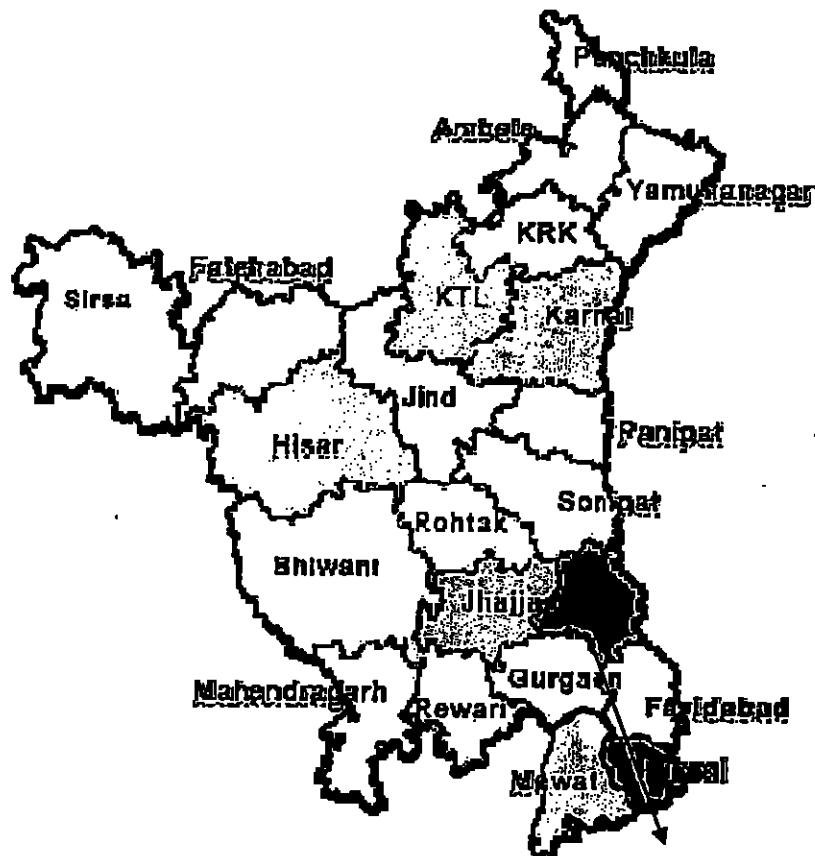 Panchkula
Ambala
Yamunanagar
KRK
Fatehabad
Sirsa
KTL
Karnal
Jind
Panipat
Hisar
Sonipat
Rohtak
Bhiwani
Jhajja
Gurgaon
Mahendragarh
Rewari
Faridabad
Mewat